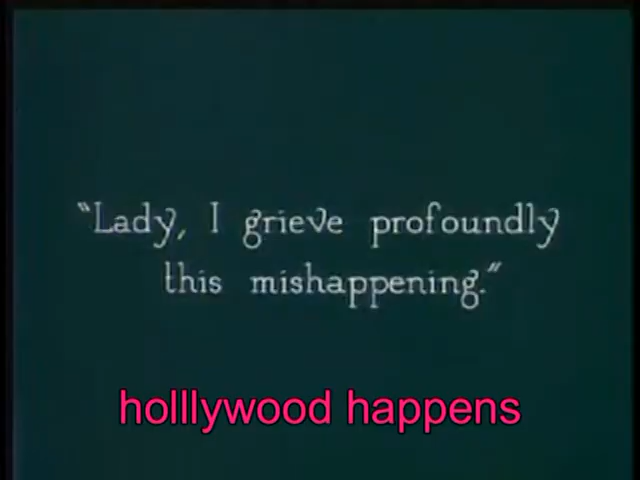 “Lady, I grieve profoundly
this mishappening.”
holllywood happens